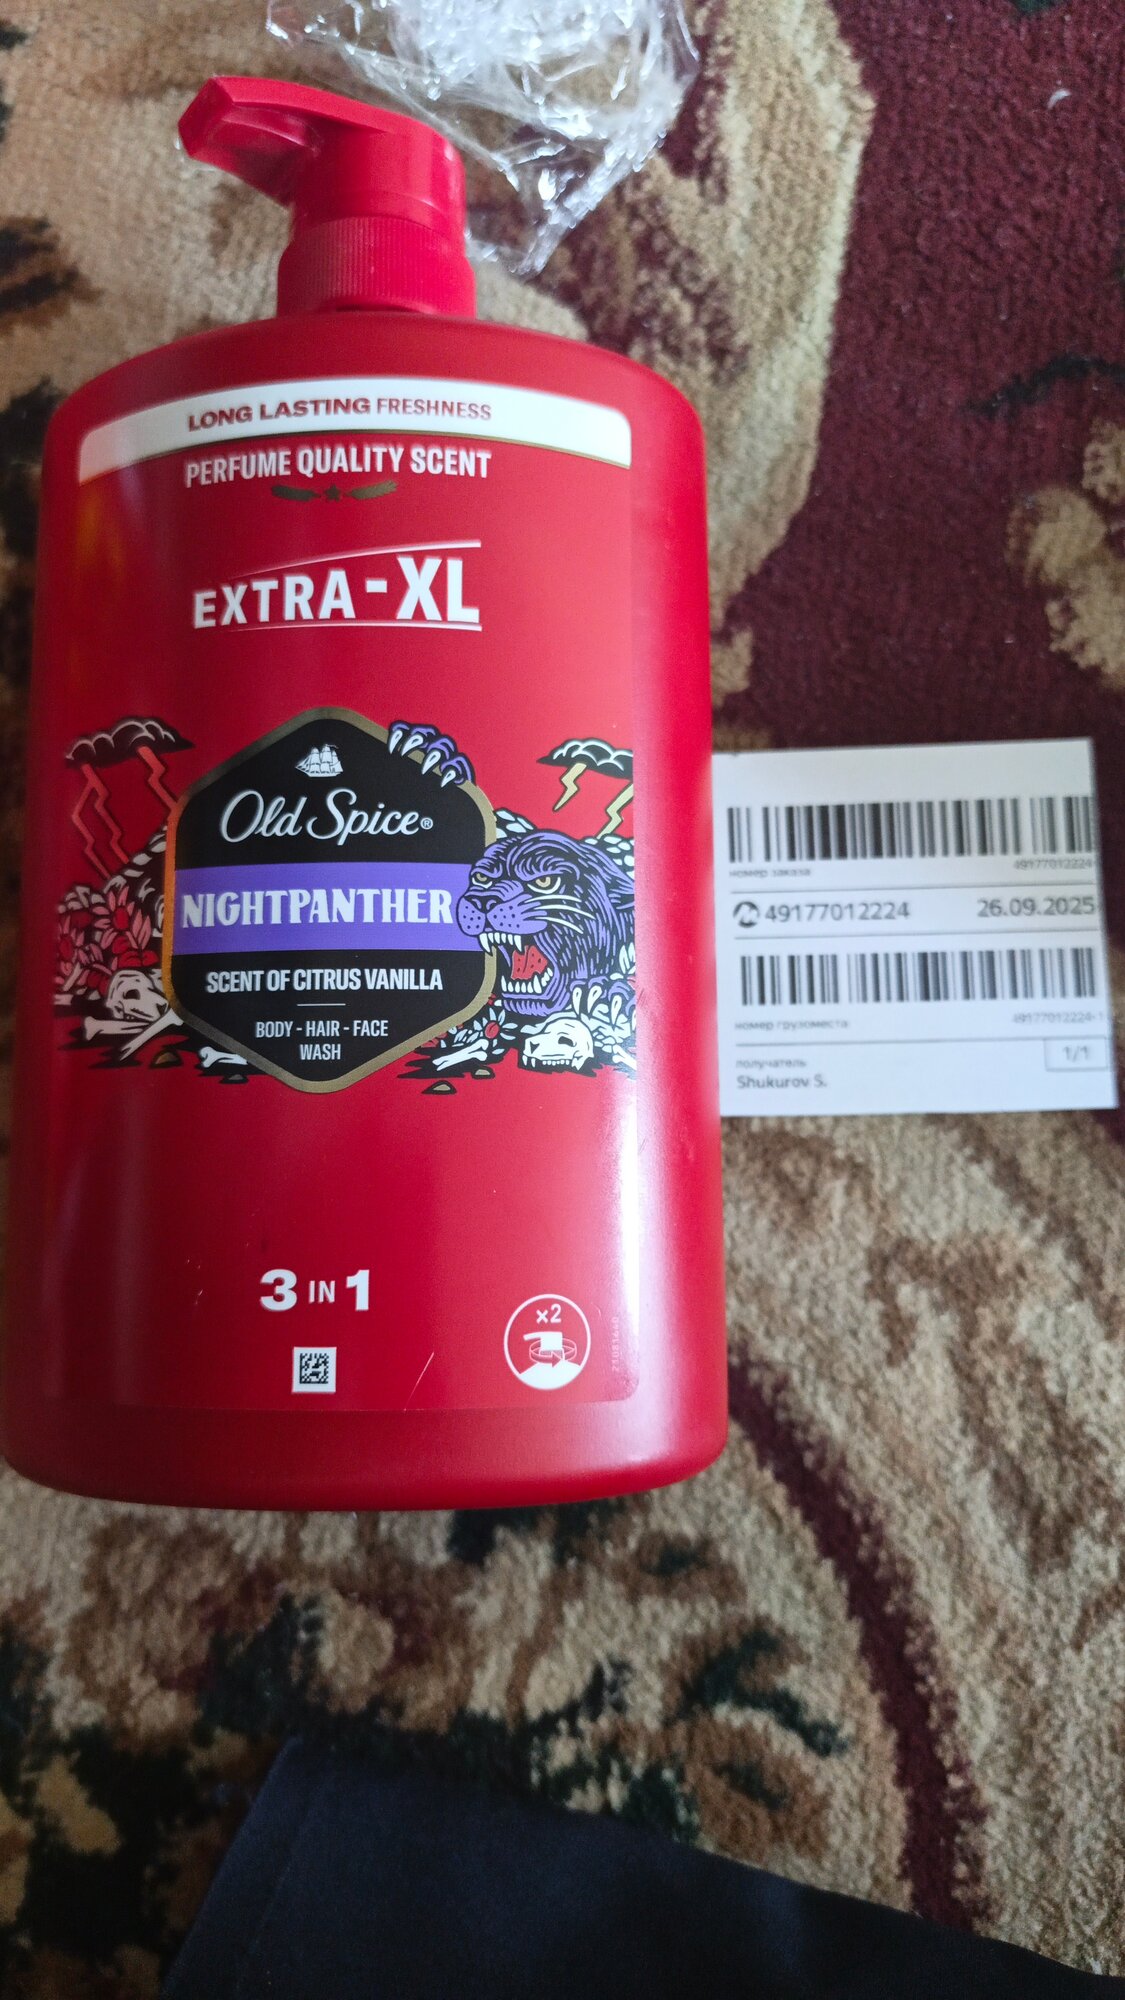 LONG LASTING FRESHNESS
PERFUME QUALITY SCENT
EXTRA-XL
Old Spice®
NIGHTPANTHER
SCENT OF CITRUS VANILLA
BODY - HAIR - FACE
WASH
3 IN 1
x2
49177012224
номер заказа
49177012224 26.09.2025
49177012224-1
номер грузоместа
1/1
получатель
Shukurov S.